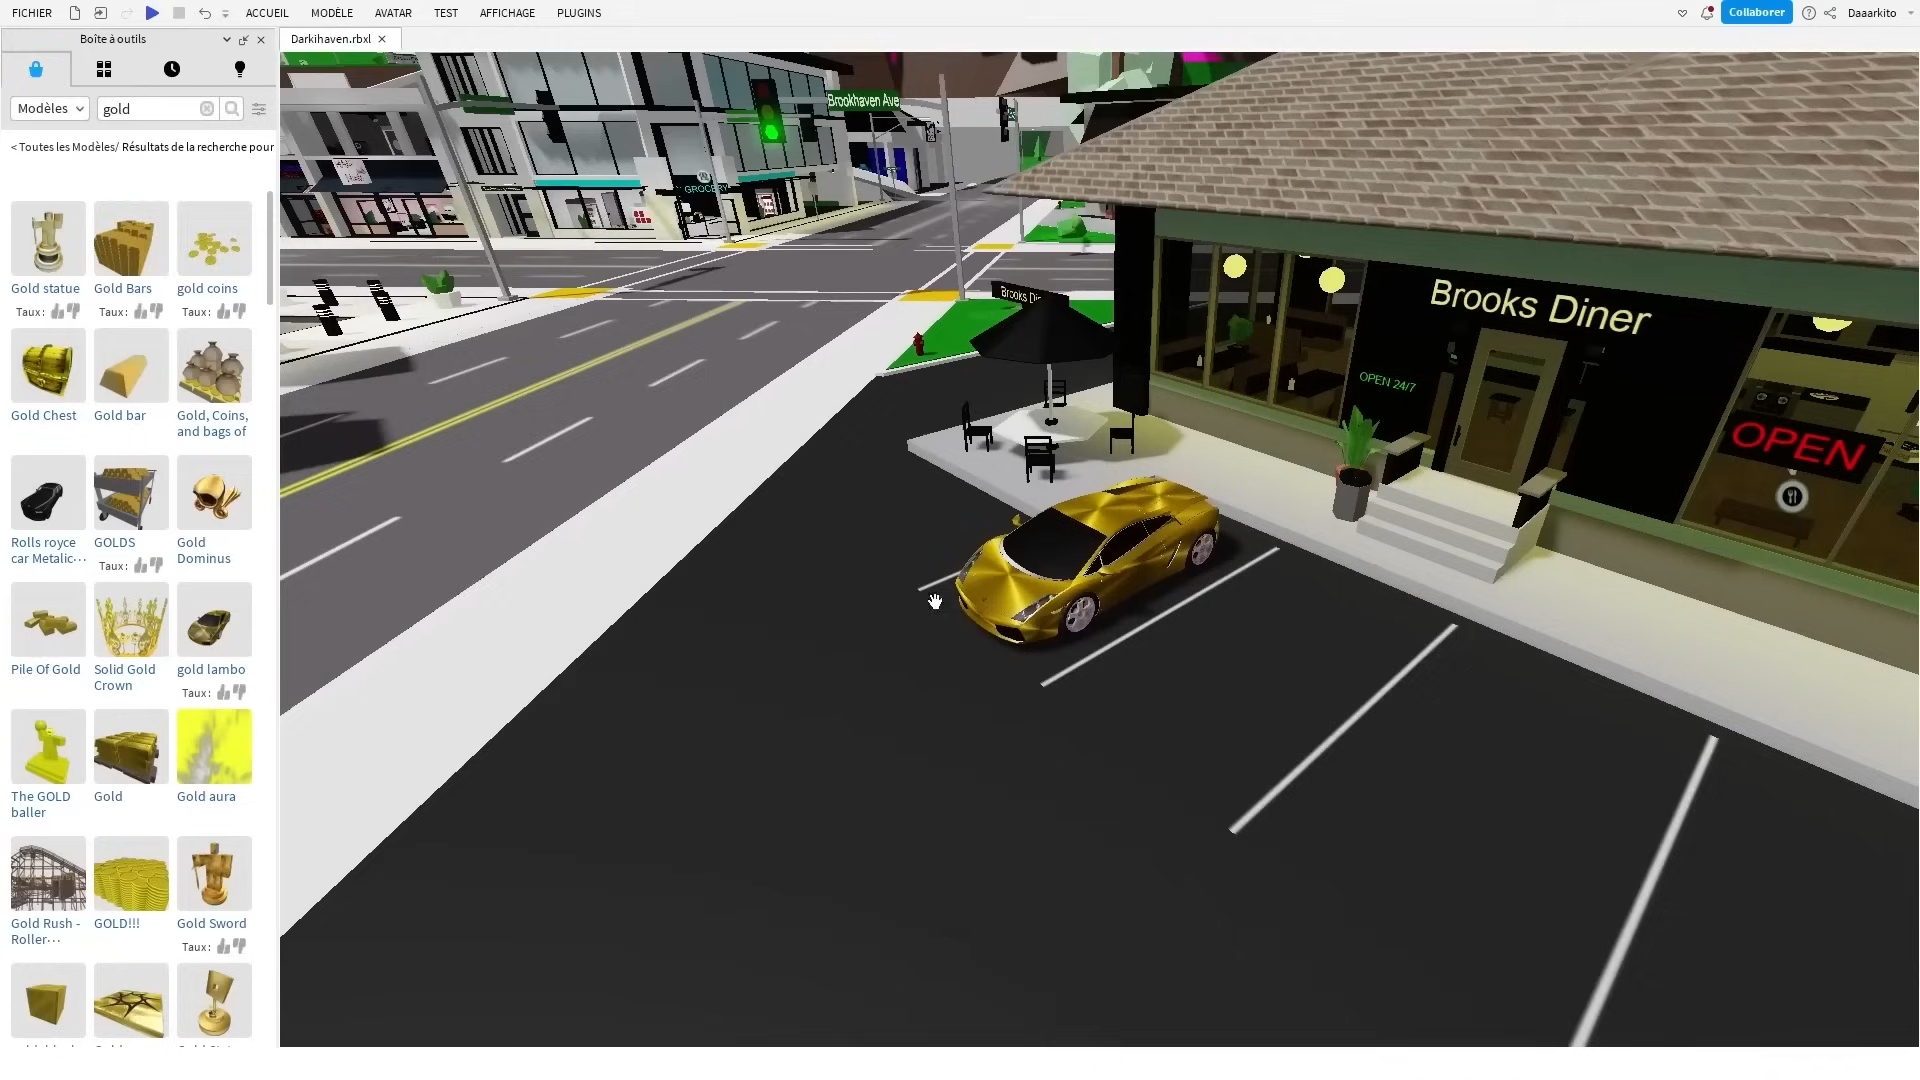 FICHIER ACCUEIL MODÈLE AVATAR TEST AFFICHAGE PLUGINS Collaborer Daaarkito
Boîte à outils
Darkihaven.rbxl
Modèles
gold
< Toutes les Modèles/ Résultats de la recherche pour
Gold statue
Taux :
Gold Bars
Taux :
gold coins
Taux :
Gold Chest
Gold bar
Gold, Coins,
and bags of
Rolls royce
car Metalic...
GOLDS
Taux :
Gold
Dominus
Pile Of Gold
Solid Gold
Crown
gold lambo
Taux :
The GOLD
baller
Gold
Gold aura
Gold Rush -
Roller...
GOLD!!!
Gold Sword
Taux :
Brookhaven Ave
GROCERY
Brooks Di
Brooks Diner
OPEN 24/7
OPEN